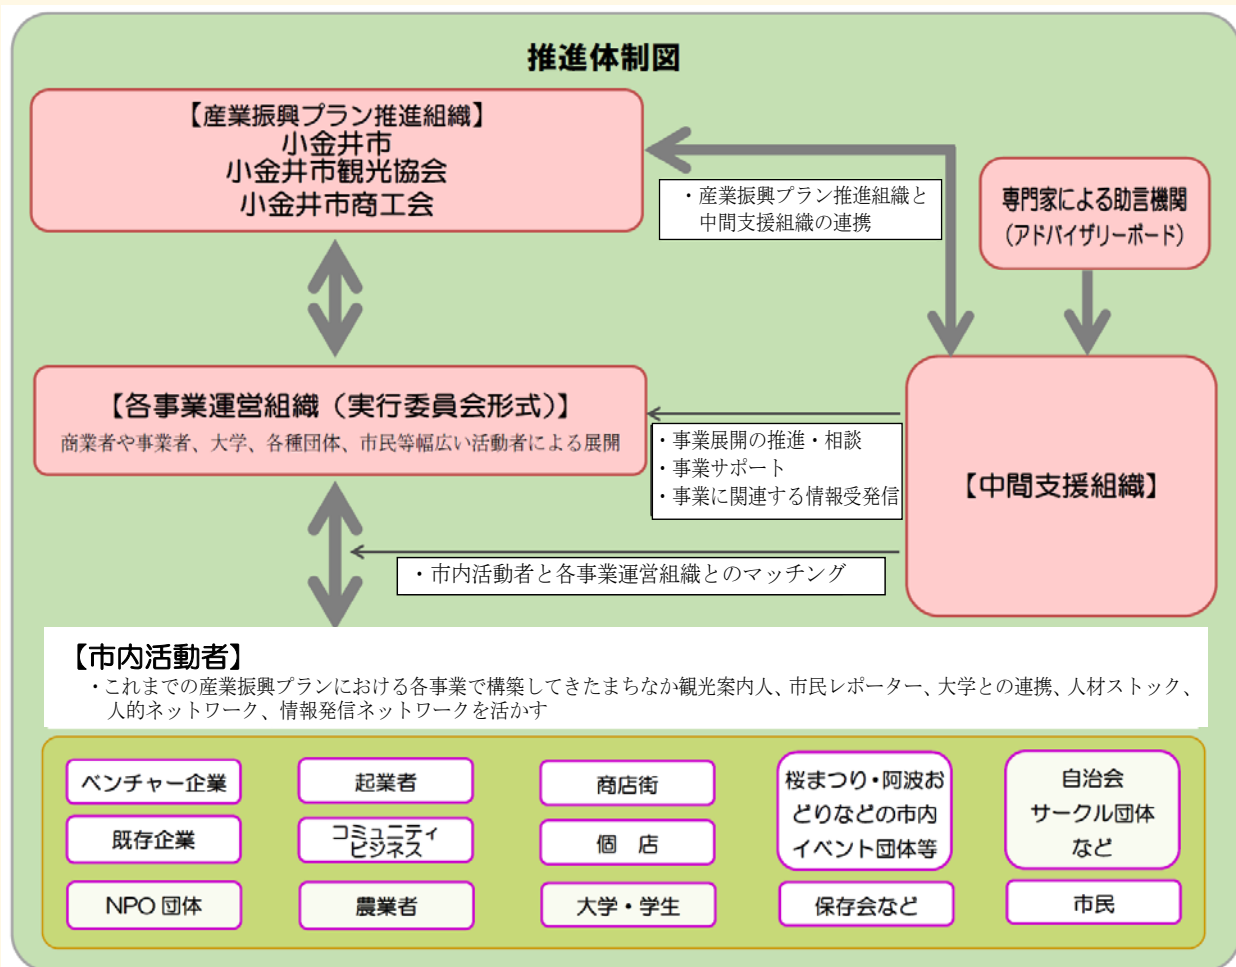 推進体制図
【産業振興プラン推進組織】
小金井市
小金井市観光協会
小金井市商工会
・産業振興プラン推進組織と
中間支援組織の連携
専門家による助言機関
（アドバイザリーボード）
【各事業運営組織（実行委員会形式）】
商業者や事業者、大学、各種団体、市民等幅広い活動者による展開
・事業展開の推進・相談
・事業サポート
・事業に関連する情報受発信
【中間支援組織】
・市内活動者と各事業運営組織とのマッチング
【市内活動者】
・これまでの産業振興プランにおける各事業で構築してきたまちなか観光案内人、市民レポーター、大学との連携、人材ストック、
人的ネットワーク、情報発信ネットワークを活かす
ベンチャー企業
既存企業
NPO 団体
起業者
コミュニティ
ビジネス
農業者
商店街
個　店
大学・学生
桜まつり・阿波お
どりなどの市内
イベント団体等
保存会など
自治会
サークル団体
など
市民